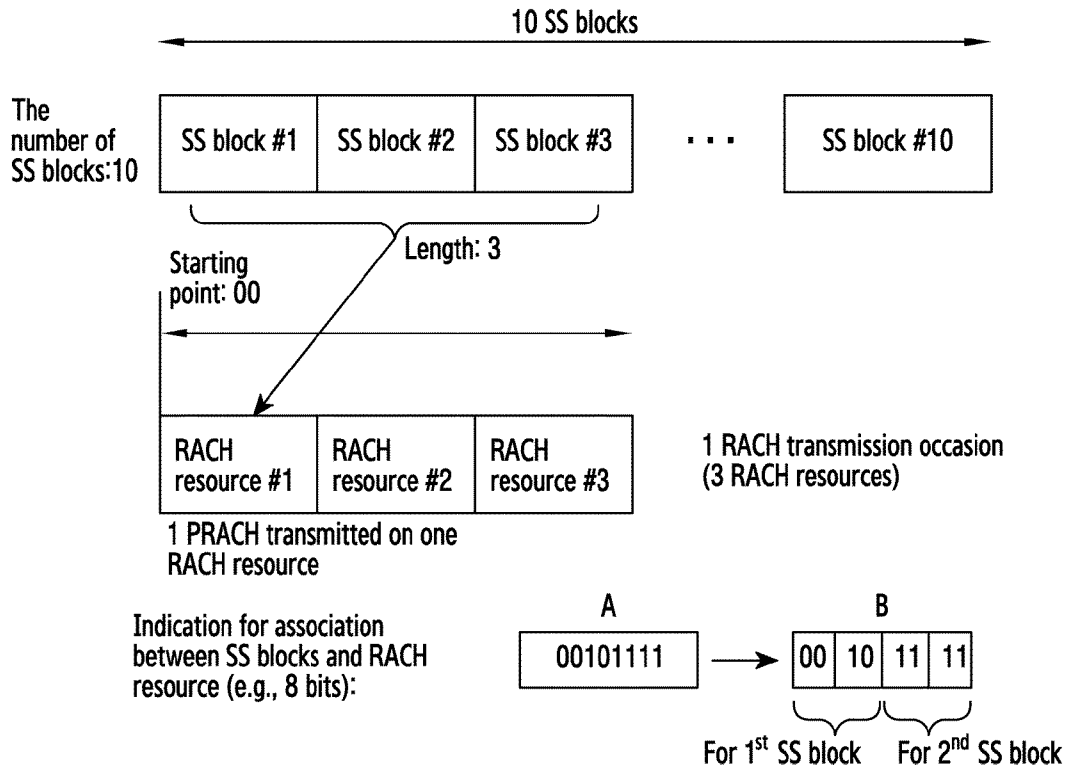 10 SS blocks
The
number of
SS blocks:10
SS block #1
SS block #2
SS block #3
. . .
SS block #10
Length: 3
Starting
point: 00
RACH
resource #1
RACH
resource #2
RACH
resource #3
1 RACH transmission occasion
(3 RACH resources)
1 PRACH transmitted on one
RACH resource
Indication for association
between SS blocks and RACH
resource (e.g., 8 bits):
A
00101111
B
00 10 11 11
For 1st SS block
For 2nd SS block